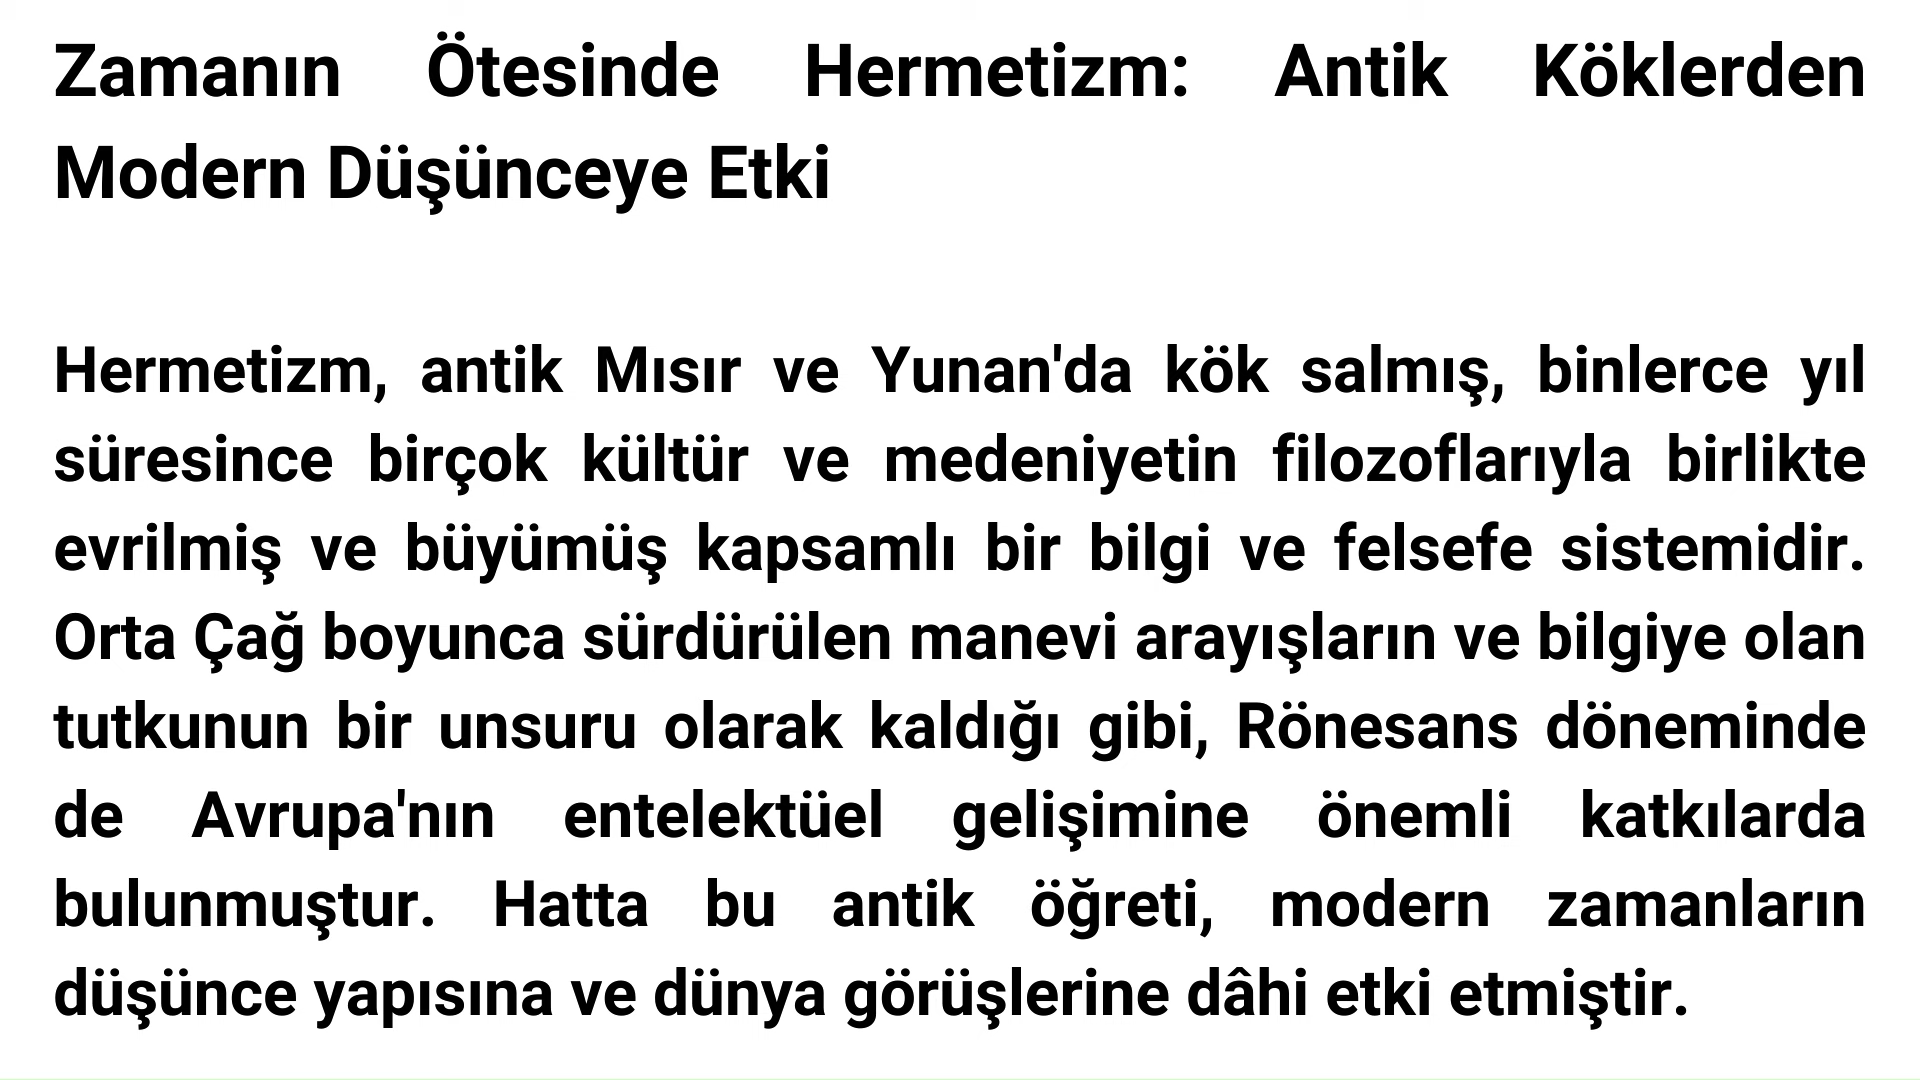 Zamanın Ötesinde Hermetizm: Antik Köklerden
Modern Düşünceye Etki
Hermetizm, antik Mısır ve Yunan'da kök salmış, binlerce yıl
süresince birçok kültür ve medeniyetin filozoflarıyla birlikte
evrilmiş ve büyümüş kapsamlı bir bilgi ve felsefe sistemidir.
Orta Çağ boyunca sürdürülen manevi arayışların ve bilgiye olan
tutkunun bir unsuru olarak kaldığı gibi, Rönesans döneminde
de Avrupa'nın entelektüel gelişimine önemli katkılarda
bulunmuştur. Hatta bu antik öğreti, modern zamanların
düşünce yapısına ve dünya görüşlerine dâhi etki etmiştir.